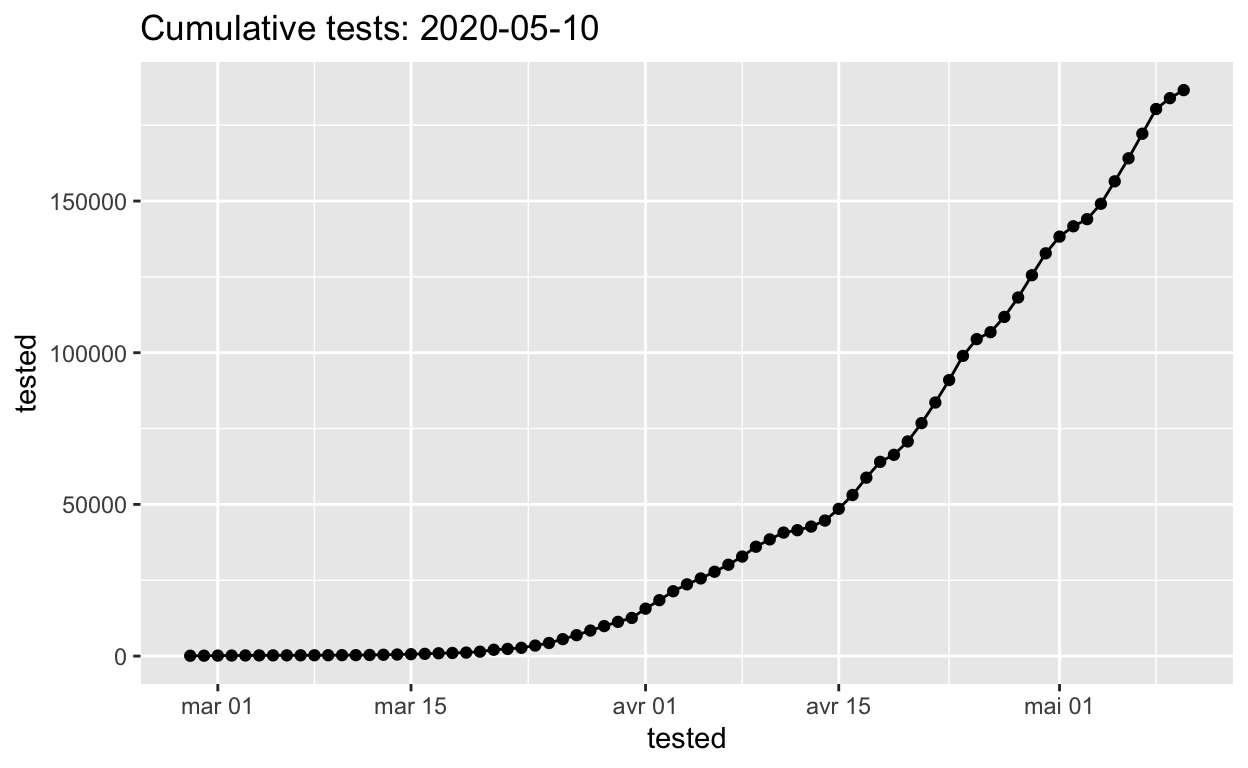 Cumulative tests: 2020-05-10
tested
150000
100000
50000
0
mar 01
mar 15
avr 01
avr 15
mai 01
tested